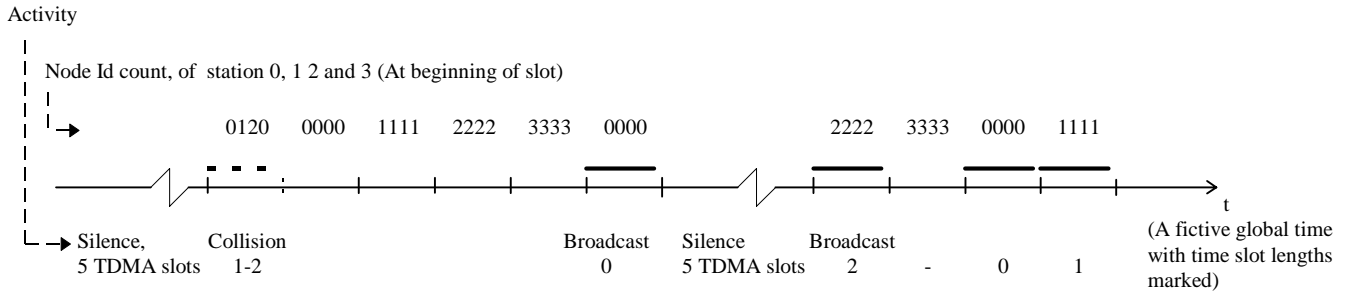 Activity
Node Id count, of station 0, 1 2 and 3 (At beginning of slot)
0120 0000 1111 2222 3333 0000 2222 3333 0000 1111
t
Silence, Collision Broadcast Silence Broadcast (A fictive global time
5 TDMA slots 1-2 0 5 TDMA slots 2 - 0 1 with time slot lengths
marked)